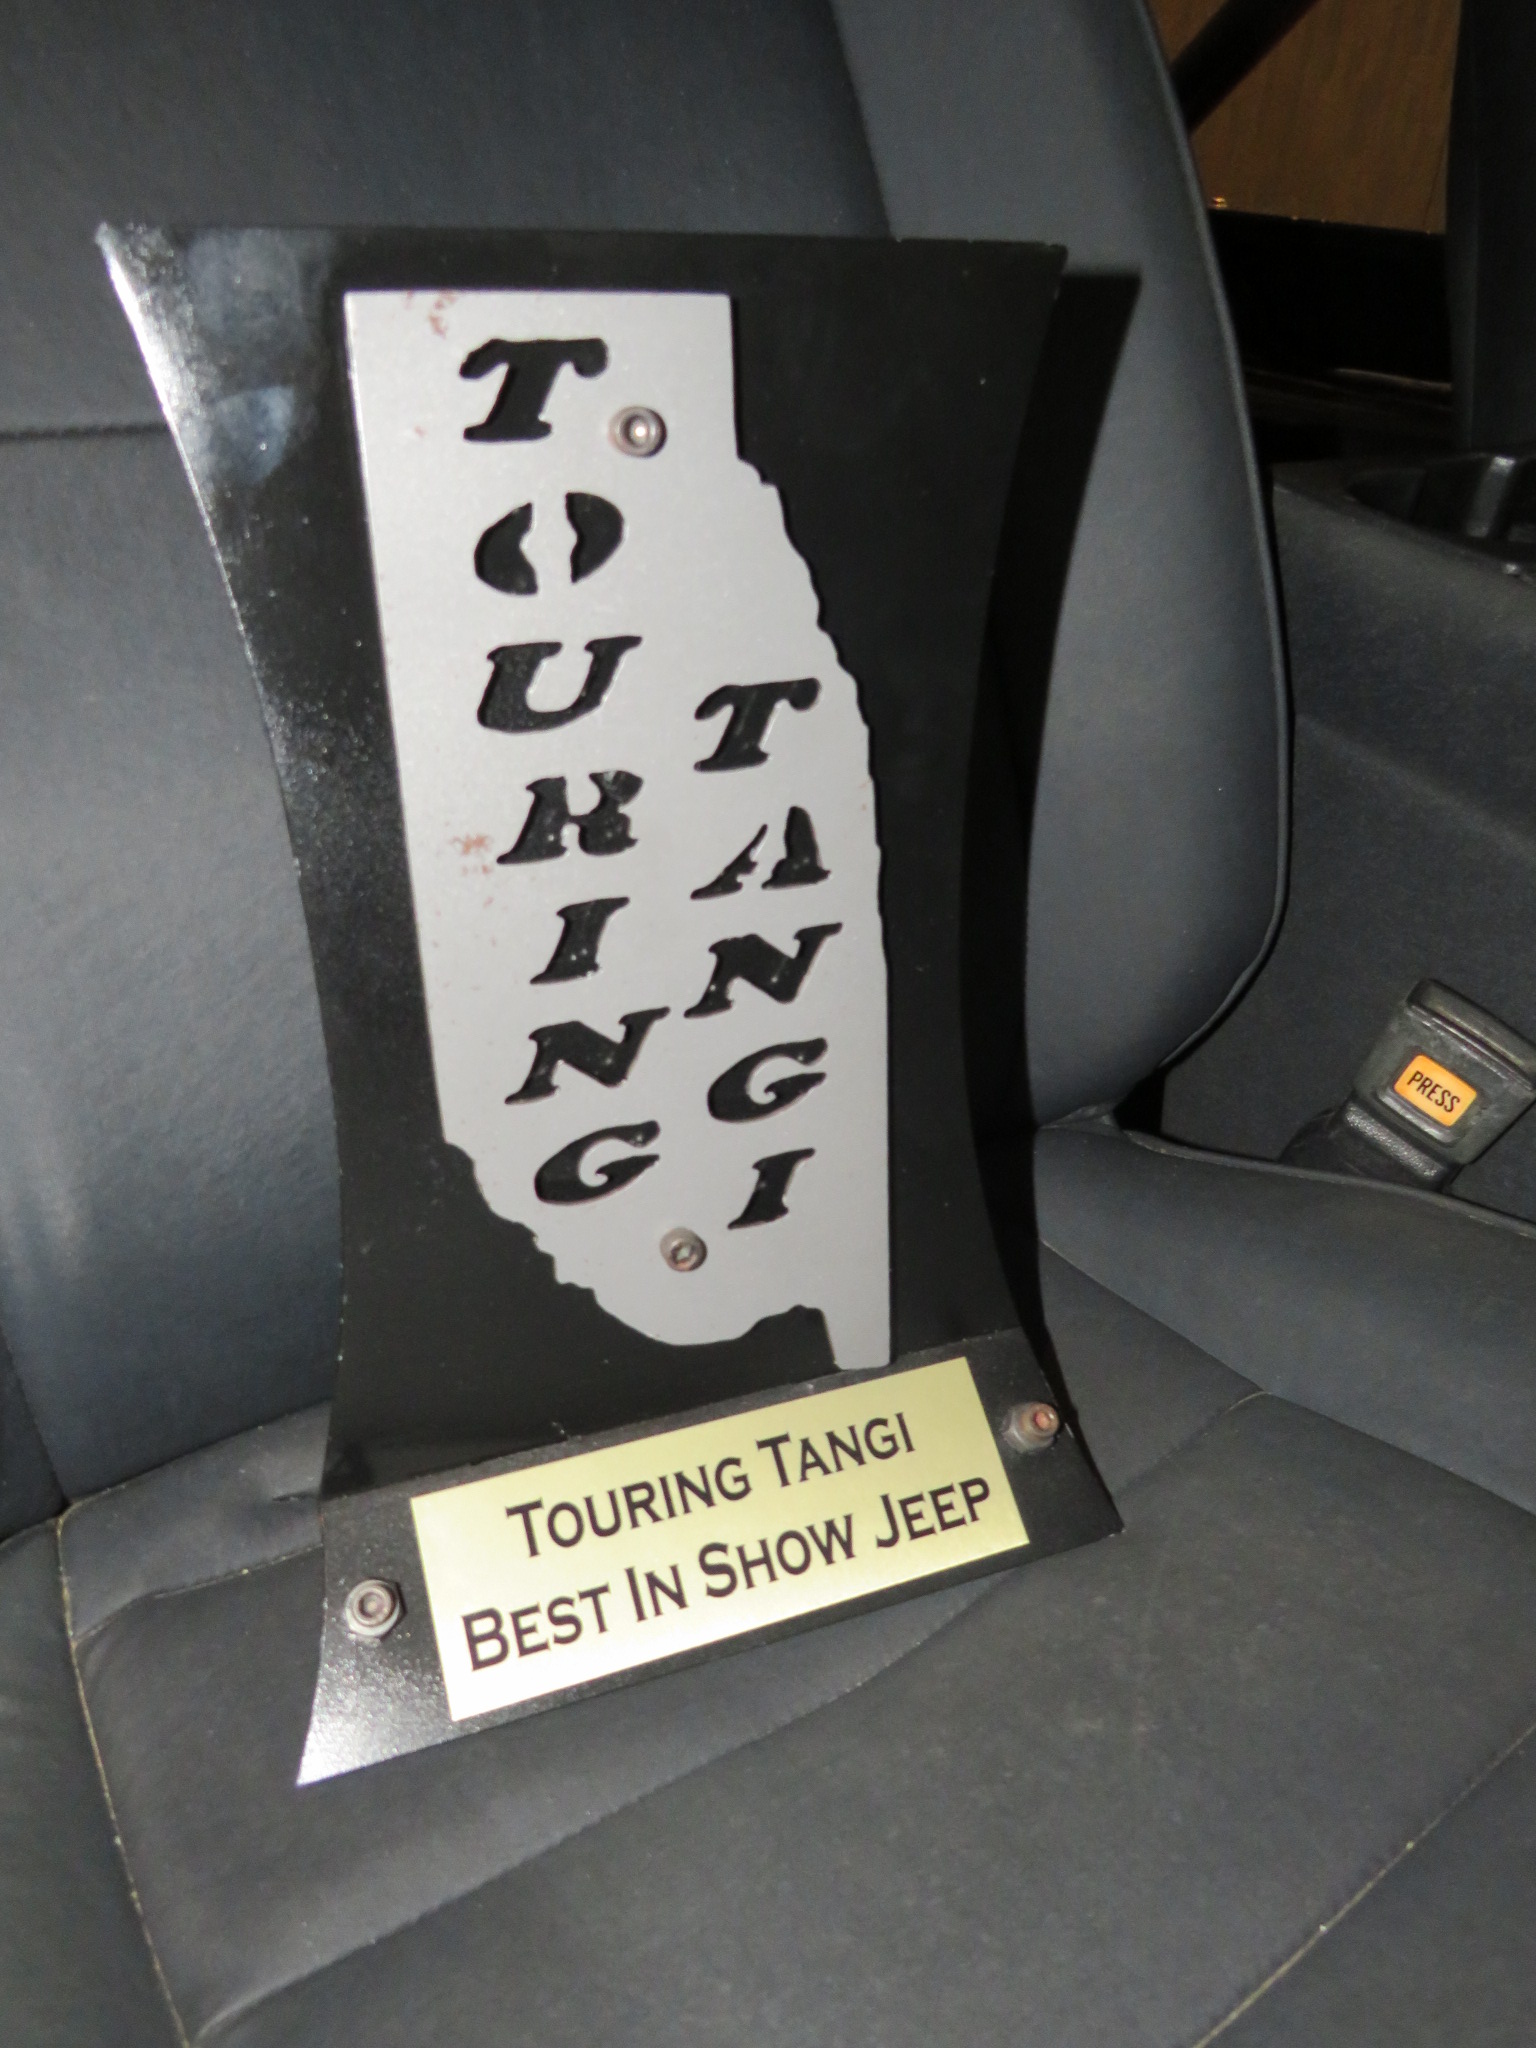 TOURING
TANGI
TOURING TANGI
BEST IN SHOW JEEP
PRESS